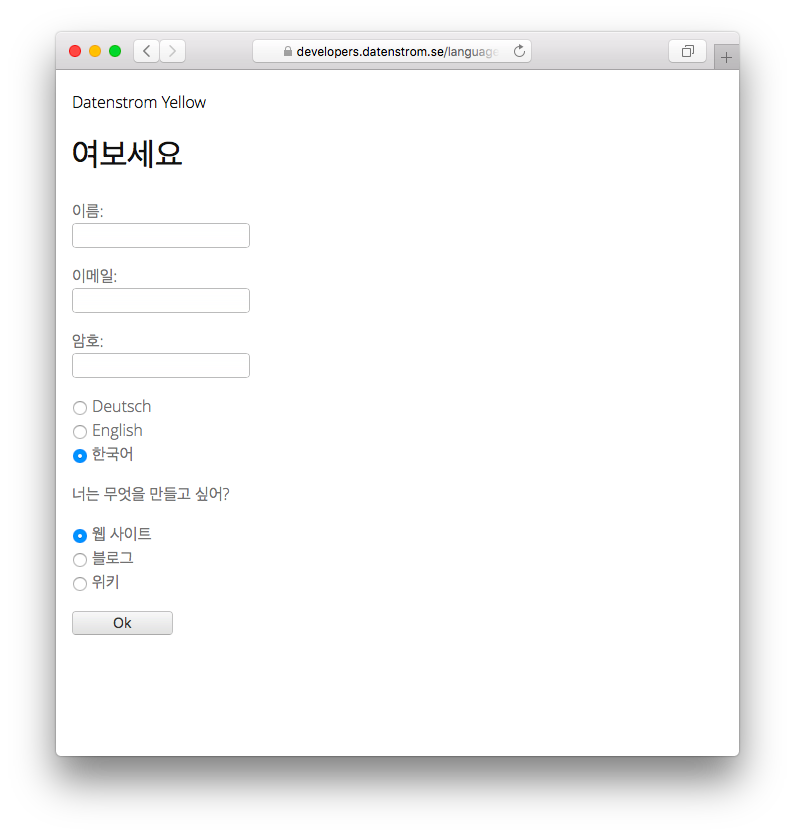 developers.datenstrom.se/language
Datenstrom Yellow
여보세요
이름:
이메일:
암호:
Deutsch
English
한국어
너는 무엇을 만들고 싶어?
웹 사이트
블로그
위키
Ok